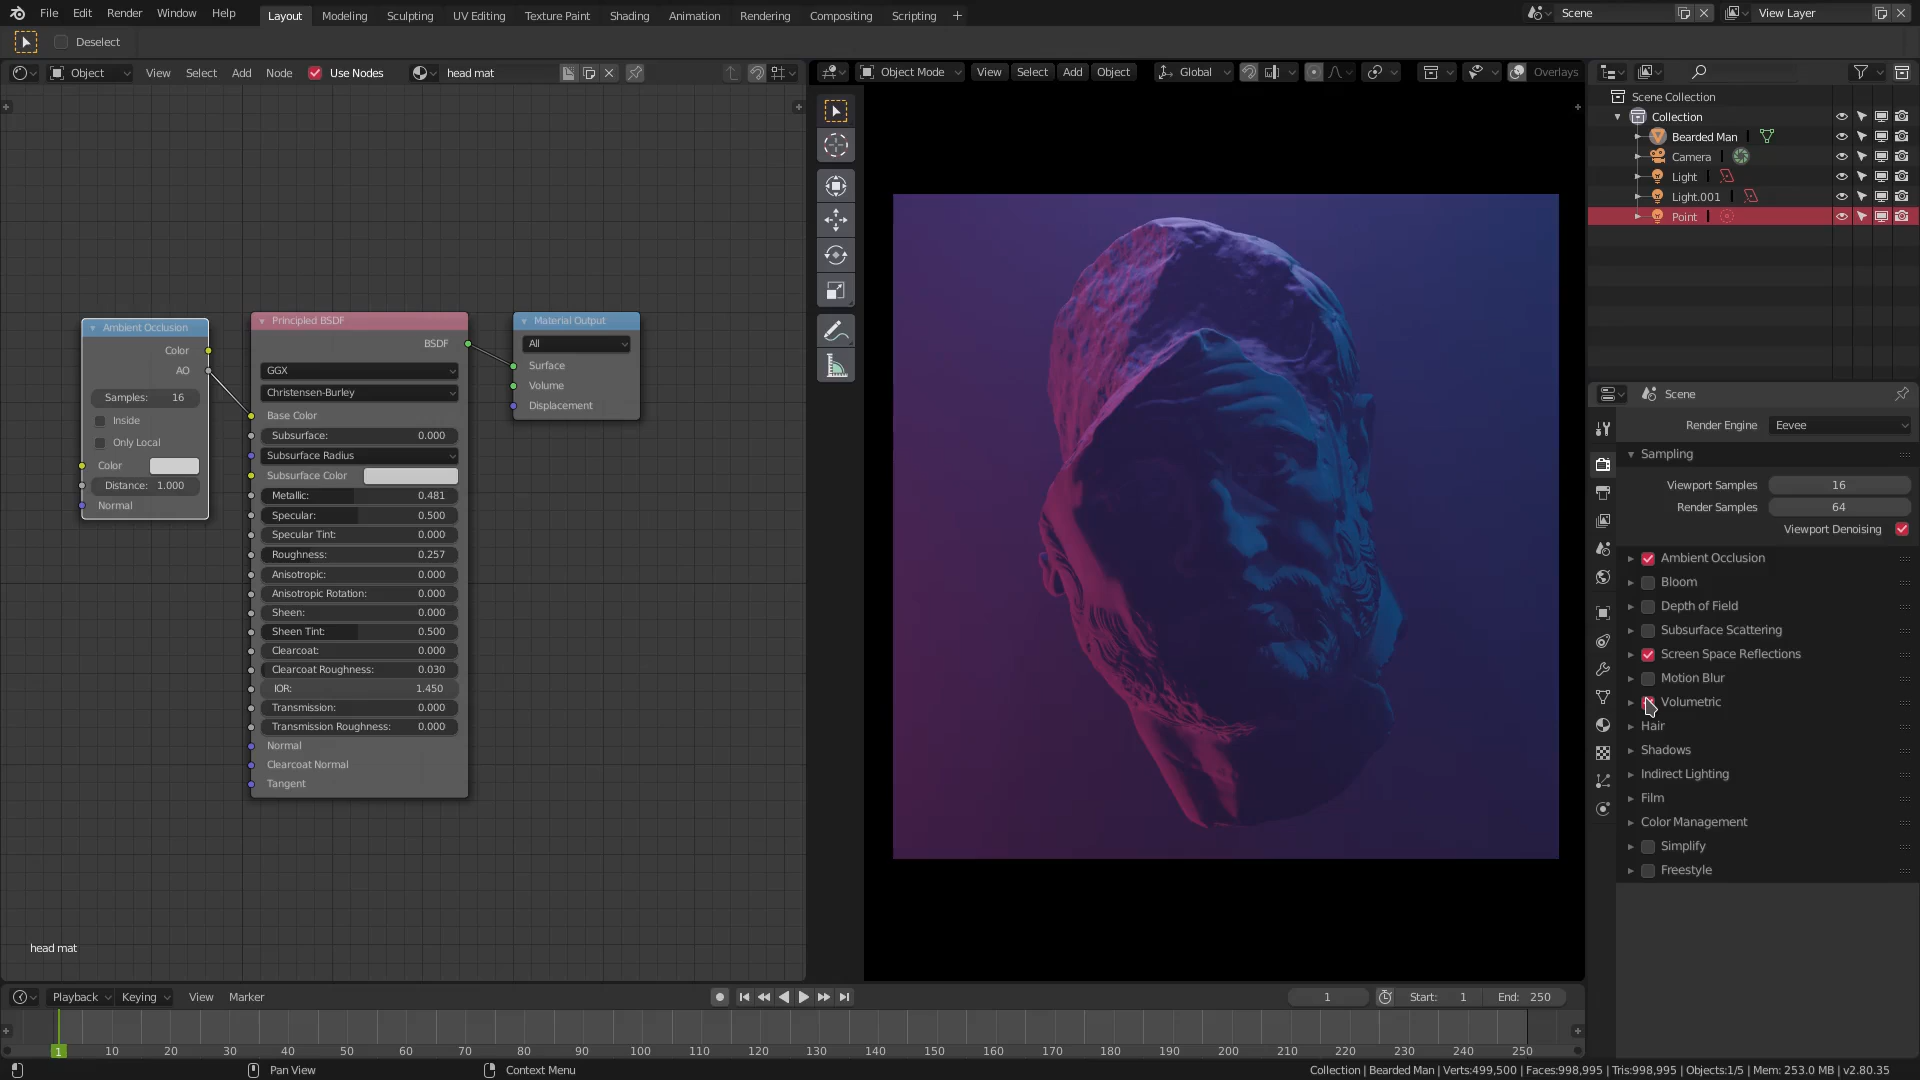 File Edit Render Window Help Layout Modeling Sculpting UV Editing Texture Paint Shading Animation Rendering Compositing Scripting + Scene View Layer
Deselect
Object View Select Add Node Use Nodes head mat
Object Mode View Select Add Object Global Overlays
Scene Collection
Collection
Bearded Man
Camera
Light
Light.001
Point
Ambient Occlusion
Color
AO
Samples: 16
Inside
Only Local
Color
Distance: 1.000
Normal
Principled BSDF
BSDF
GGX
Christensen-Burley
Base Color
Subsurface: 0.000
Subsurface Radius
Subsurface Color
Metallic: 0.481
Specular: 0.500
Specular Tint: 0.000
Roughness: 0.257
Anisotropic: 0.000
Anisotropic Rotation: 0.000
Sheen: 0.000
Sheen Tint: 0.500
Clearcoat: 0.000
Clearcoat Roughness: 0.030
IOR: 1.450
Transmission: 0.000
Transmission Roughness: 0.000
Normal
Clearcoat Normal
Tangent
Material Output
All
Surface
Volume
Displacement
head mat
Scene
Render Engine Eevee
Sampling
Viewport Samples 16
Render Samples 64
Viewport Denoising
Ambient Occlusion
Bloom
Depth of Field
Subsurface Scattering
Screen Space Reflections
Motion Blur
Volumetric
Hair
Shadows
Indirect Lighting
Film
Color Management
Simplify
Freestyle
Playback Keying View Marker 1 Start: 1 End: 250
1 10 20 30 40 50 60 70 80 90 100 110 120 130 140 150 160 170 180 190 200 210 220 230 240 250
Pan View Context Menu Collection | Bearded Man | Verts:499,500 | Faces:998,995 | Tris:998,995 | Objects:1/5 | Mem: 253.0 MB | v2.80.35